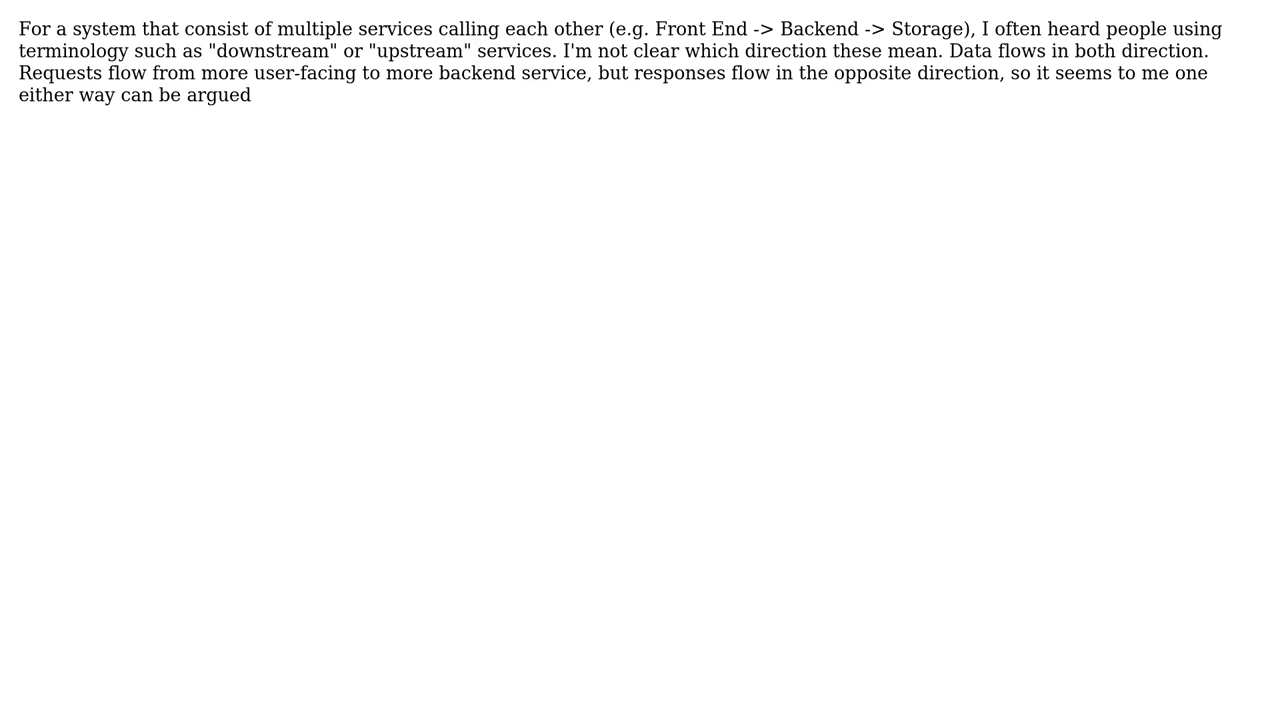 For a system that consist of multiple services calling each other (e.g. Front End -> Backend -> Storage), I often heard people using
terminology such as "downstream" or "upstream" services. I'm not clear which direction these mean. Data flows in both direction.
Requests flow from more user-facing to more backend service, but responses flow in the opposite direction, so it seems to me one
either way can be argued